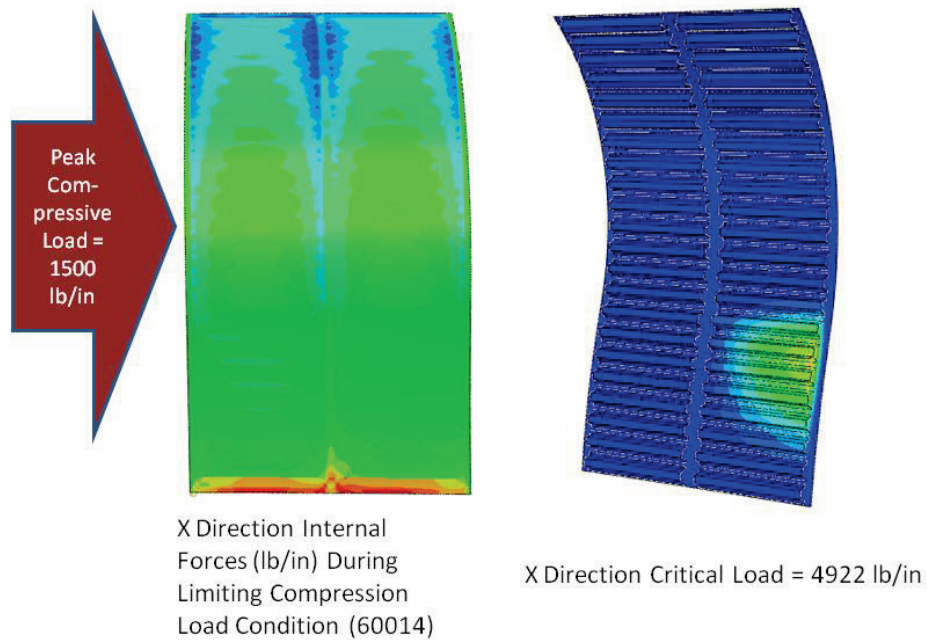 Peak
Com-
pressive
Load =
1500
lb/in
X Direction Internal
Forces (lb/in) During
Limiting Compression
Load Condition (60014)
X Direction Critical Load = 4922 lb/in